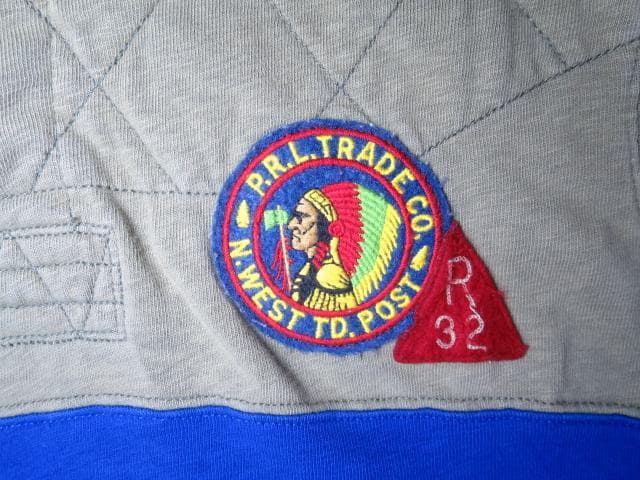 P.R.L. TRADE CO
N. WEST TD. POST
R
32